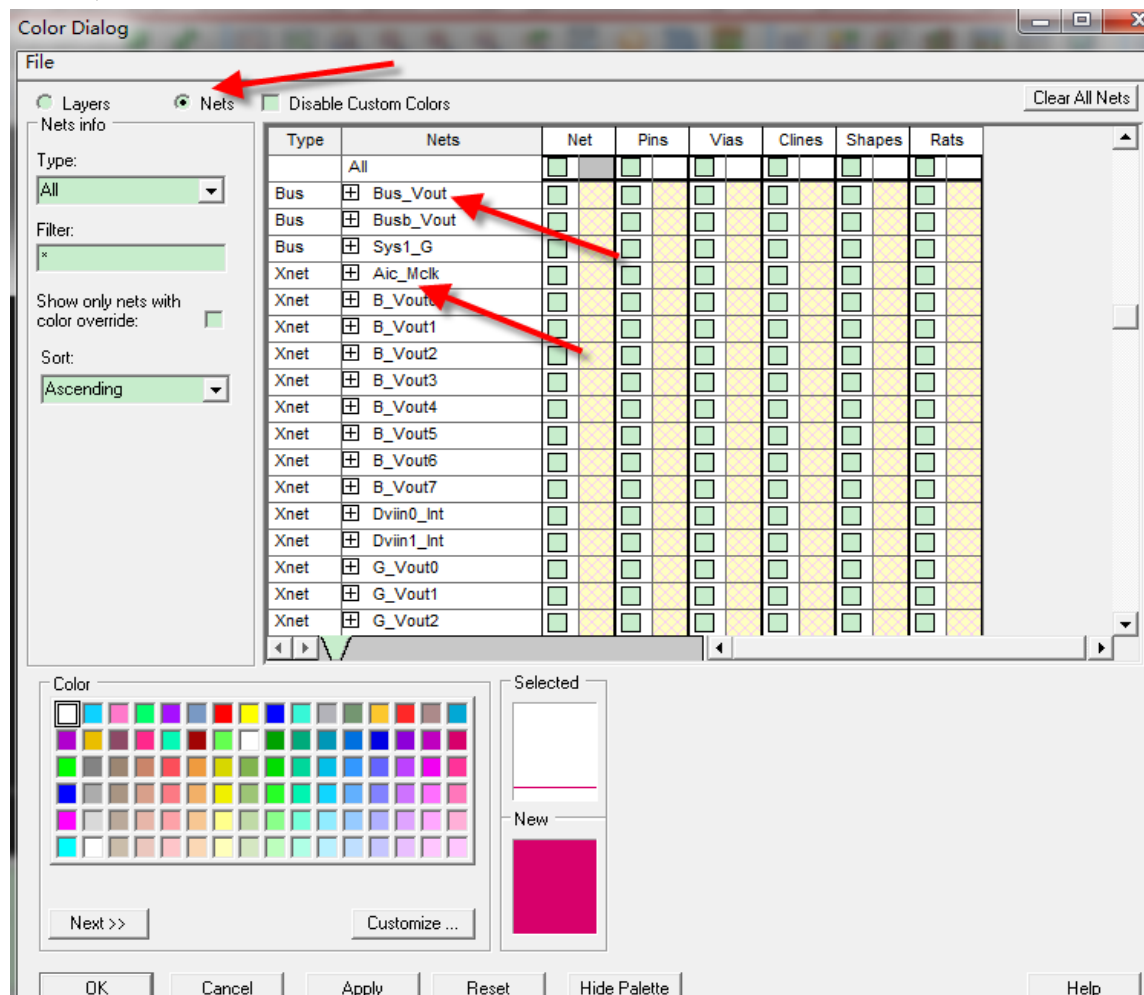 Color Dialog
File
Layers Nets Disable Custom Colors Clear All Nets
Nets info
Type:
All
Filter:
*
Show only nets with
color override:
Sort:
Ascending
Type Nets Net Pins Vias Clines Shapes Rats
All
Bus Bus_Vout
Bus Busb_Vout
Bus Sys1_G
Xnet Aic_Mclk
Xnet
Xnet B_Vout1
Xnet B_Vout2
Xnet B_Vout3
Xnet B_Vout4
Xnet B_Vout5
Xnet B_Vout6
Xnet B_Vout7
Xnet Dviin0_Int
Xnet Dviin1_Int
Xnet G_Vout0
Xnet G_Vout1
Xnet G_Vout2
Color
Selected
New
Next >> Customize ...
OK Cancel Apply Reset Hide Palette Help